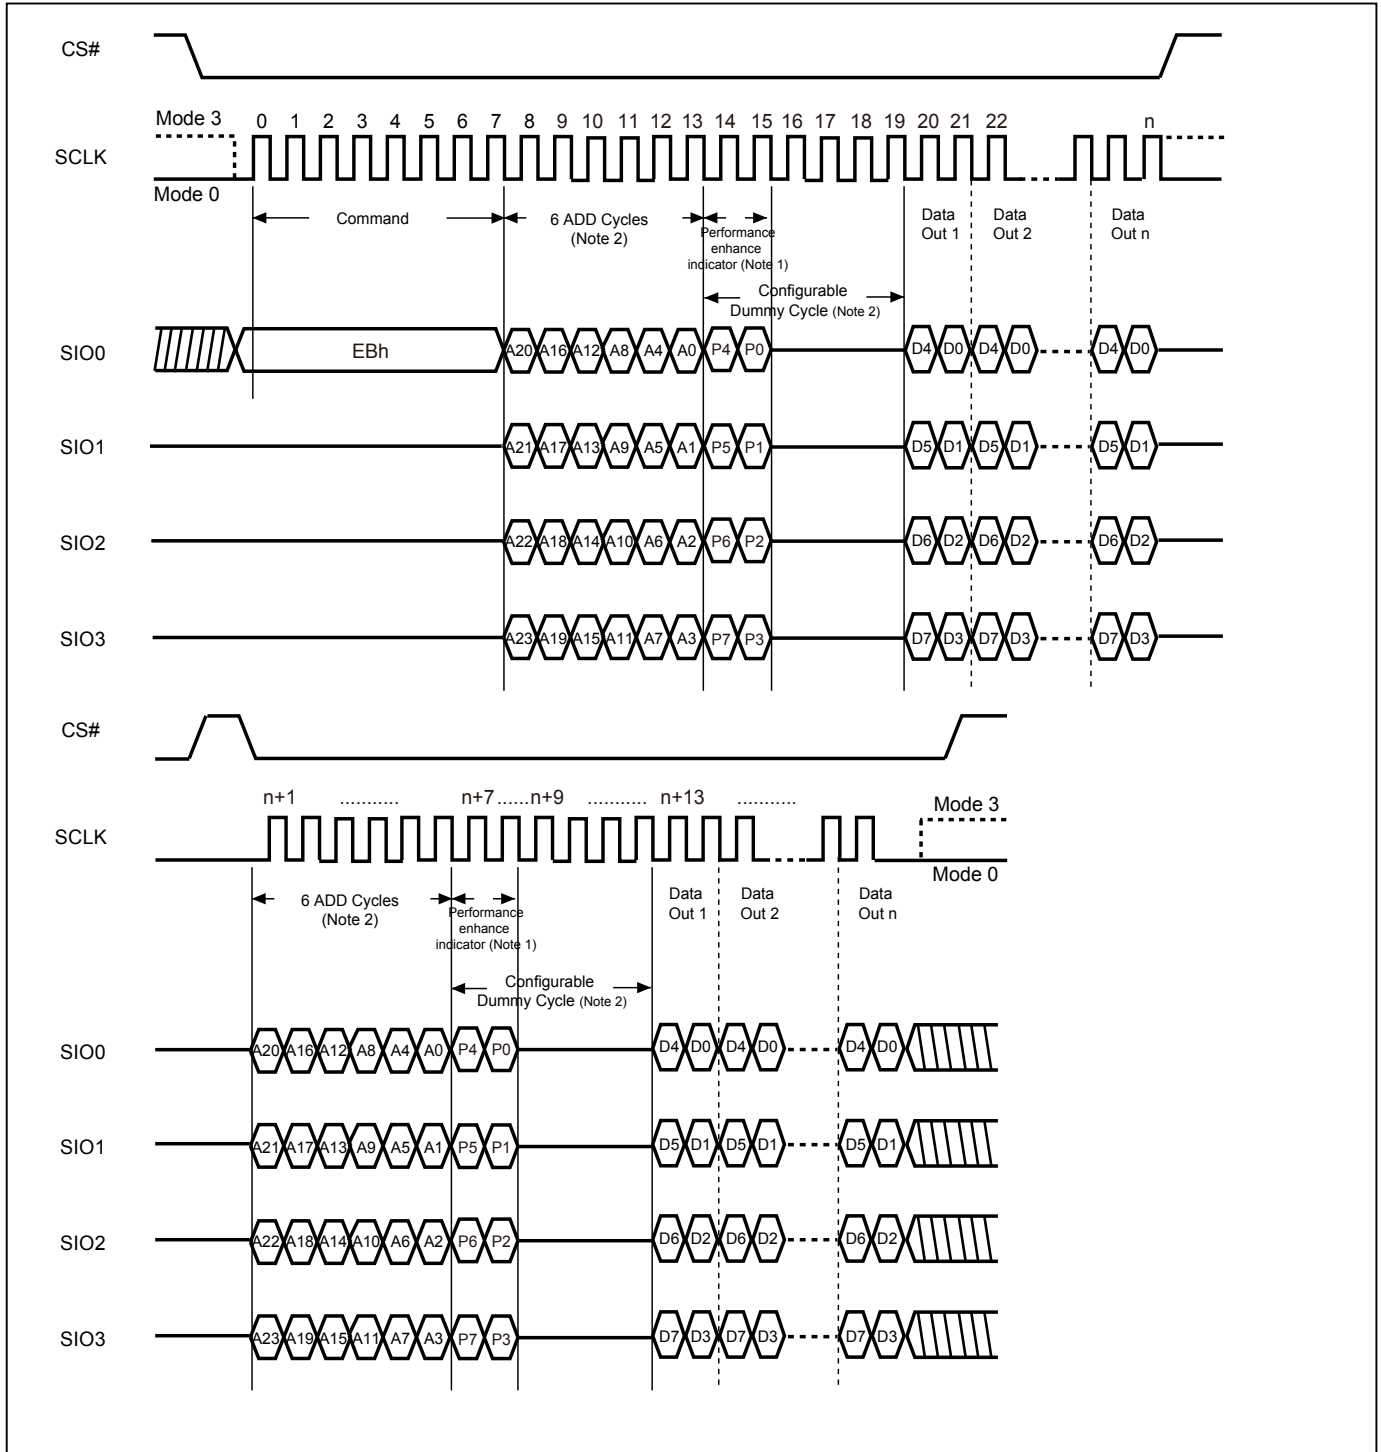 CS#
Mode 3
0 1 2 3 4 5 6 7 8 9 10 11 12 13 14 15 16 17 18 19 20 21 22 n
SCLK
Mode 0
Command
6 ADD Cycles
(Note 2)
Performance
enhance
indicator (Note 1)
Data
Out 1
Data
Out 2
Data
Out n
Configurable
Dummy Cycle (Note 2)
SIO0 EBh A20 A16 A12 A8 A4 A0 P4 P0 D4 D0 D4 D0 D4 D0
SIO1 A21 A17 A13 A9 A5 A1 P5 P1 D5 D1 D5 D1 D5 D1
SIO2 A22 A18 A14 A10 A6 A2 P6 P2 D6 D2 D6 D2 D6 D2
SIO3 A23 A19 A15 A11 A7 A3 P7 P3 D7 D3 D7 D3 D7 D3
CS#
n+1 ........... n+7......n+9 ........... n+13 ...........
Mode 3
SCLK
Mode 0
6 ADD Cycles
(Note 2)
Performance
enhance
indicator (Note 1)
Data
Out 1
Data
Out 2
Data
Out n
Configurable
Dummy Cycle (Note 2)
SIO0 A20 A16 A12 A8 A4 A0 P4 P0 D4 D0 D4 D0 D4 D0
SIO1 A21 A17 A13 A9 A5 A1 P5 P1 D5 D1 D5 D1 D5 D1
SIO2 A22 A18 A14 A10 A6 A2 P6 P2 D6 D2 D6 D2 D6 D2
SIO3 A23 A19 A15 A11 A7 A3 P7 P3 D7 D3 D7 D3 D7 D3